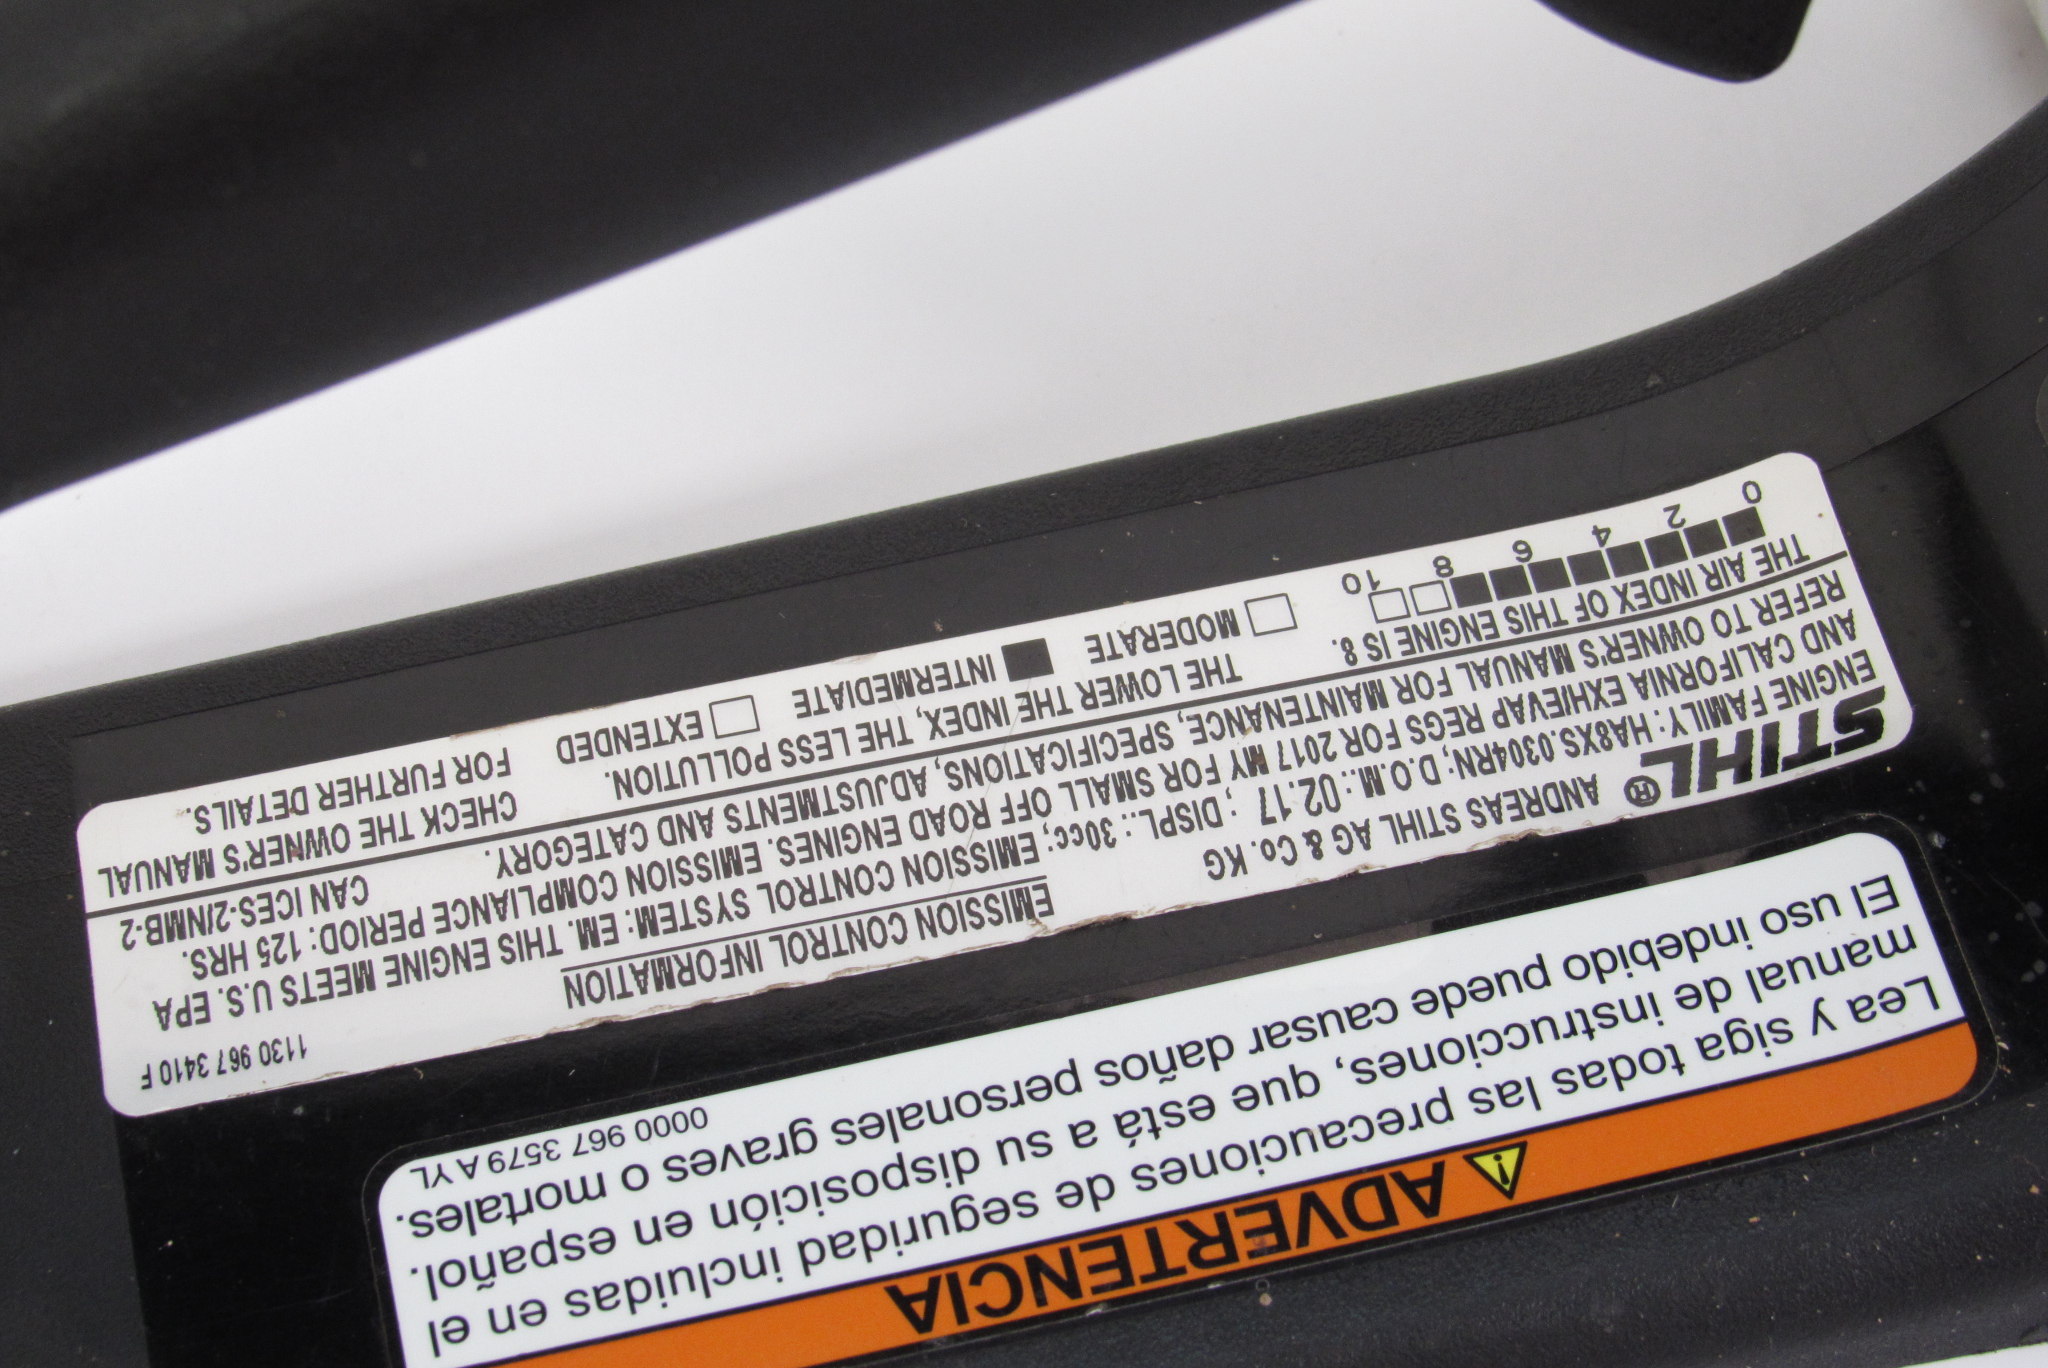 ADVERTENCIA
Lea y siga todas las precauciones de seguridad incluidas en el
manual de instrucciones, que está a su disposición en español.
El uso indebido puede causar daños personales graves o mortales.
0000 967 3579 A YL
1130 967 3410 F
STIHL® ANDREAS STIHL AG & Co. KG EMISSION CONTROL INFORMATION
ENGINE FAMILY: HA8XS.0304RN; D.O.M.: 02.17 ; DISPL.: 30cc; EMISSION CONTROL SYSTEM: EM. THIS ENGINE MEETS U.S. EPA
AND CALIFORNIA EXH/EVAP REGS FOR 2017 MY FOR SMALL OFF ROAD ENGINES. EMISSION COMPLIANCE PERIOD: 125 HRS.
REFER TO OWNER'S MANUAL FOR MAINTENANCE, SPECIFICATIONS, ADJUSTMENTS AND CATEGORY. CAN ICES-2/NMB-2
THE AIR INDEX OF THIS ENGINE IS 8. THE LOWER THE INDEX, THE LESS POLLUTION. CHECK THE OWNER'S MANUAL
0 2 4 6 8 10 MODERATE INTERMEDIATE EXTENDED FOR FURTHER DETAILS.